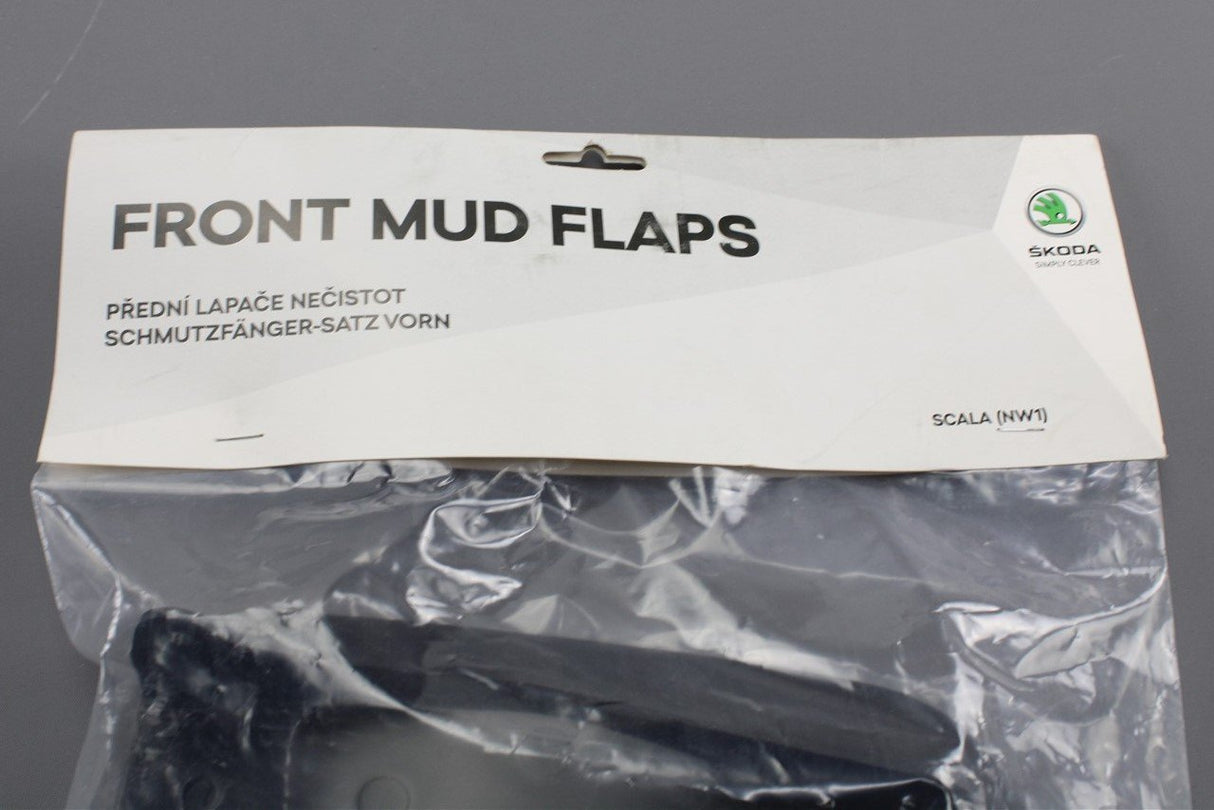 FRONT MUD FLAPS
ŠKODA
SIMPLY CLEVER
PŘEDNÍ LAPAČE NEČISTOT
SCHMUTZFÄNGER-SATZ VORN
SCALA (NW1)